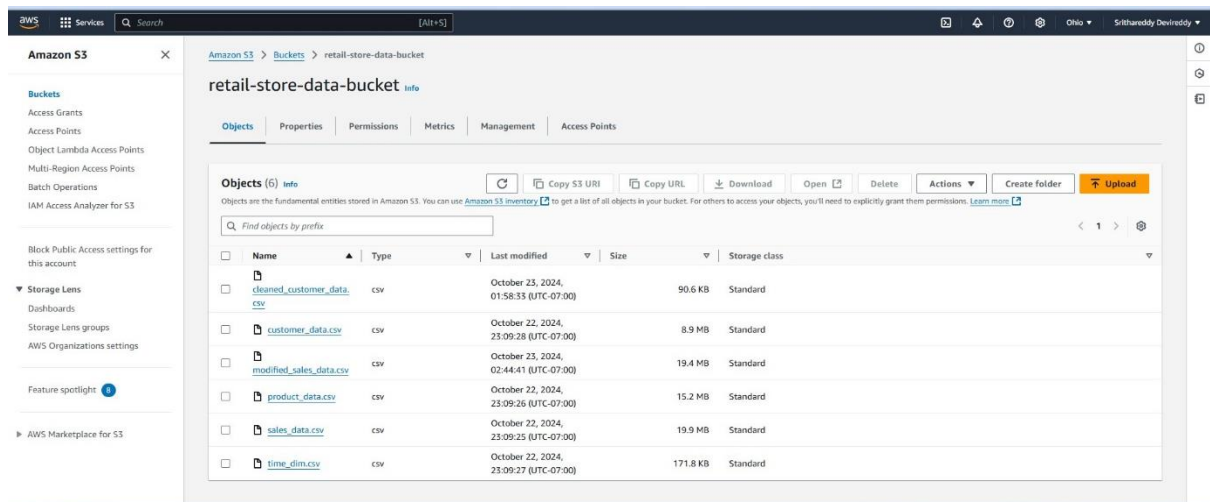 aws Services Search [Alt+S] Ohio Srithareddy Devireddy
Amazon S3
Buckets
Access Grants
Access Points
Object Lambda Access Points
Multi-Region Access Points
Batch Operations
IAM Access Analyzer for S3
Block Public Access settings for
this account
Storage Lens
Dashboards
Storage Lens groups
AWS Organizations settings
Feature spotlight 8
AWS Marketplace for S3
Amazon S3 > Buckets > retail-store-data-bucket
retail-store-data-bucket Info
Objects Properties Permissions Metrics Management Access Points
Objects (6) Info
Copy S3 URI Copy URL Download Open Delete Actions Create folder Upload
Objects are the fundamental entities stored in Amazon S3. You can use Amazon S3 inventory to get a list of all objects in your bucket. For others to access your objects, you'll need to explicitly grant them permissions. Learn more
Find objects by prefix
< 1 >
Name Type Last modified Size Storage class
cleaned_customer_data.
csv
csv
October 23, 2024,
01:58:33 (UTC-07:00)
90.6 KB
Standard
customer_data.csv
csv
October 22, 2024,
23:09:28 (UTC-07:00)
8.9 MB
Standard
modified_sales_data.csv
csv
October 23, 2024,
02:44:41 (UTC-07:00)
19.4 MB
Standard
product_data.csv
csv
October 22, 2024,
23:09:26 (UTC-07:00)
15.2 MB
Standard
sales_data.csv
csv
October 22, 2024,
23:09:25 (UTC-07:00)
19.9 MB
Standard
time_dim.csv
csv
October 22, 2024,
23:09:27 (UTC-07:00)
171.8 KB
Standard